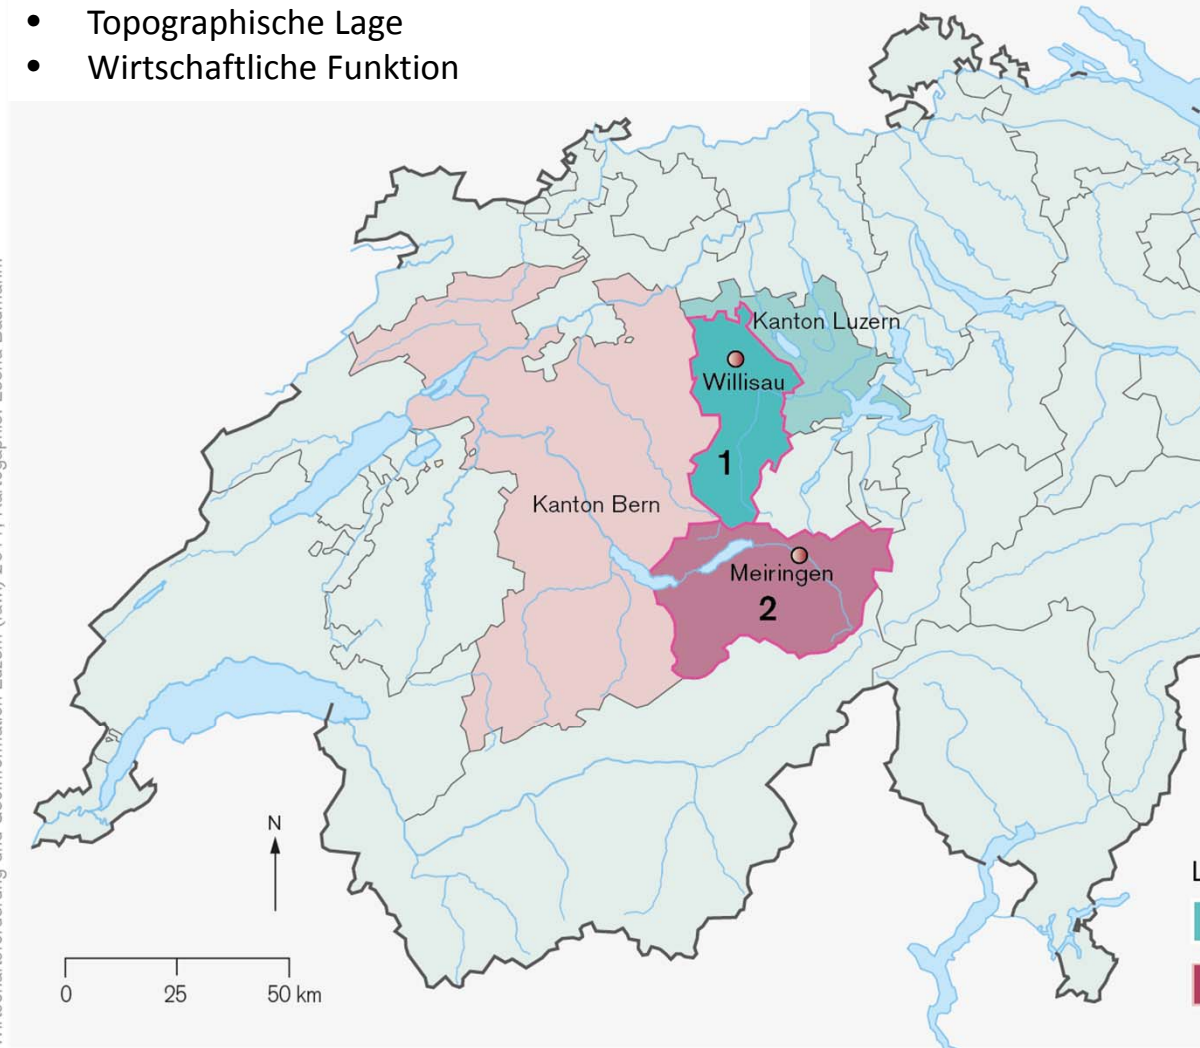 • Topographische Lage
• Wirtschaftliche Funktion
Kanton Luzern
Willisau
1
Kanton Bern
Meiringen
2
N
0 25 50 km
L